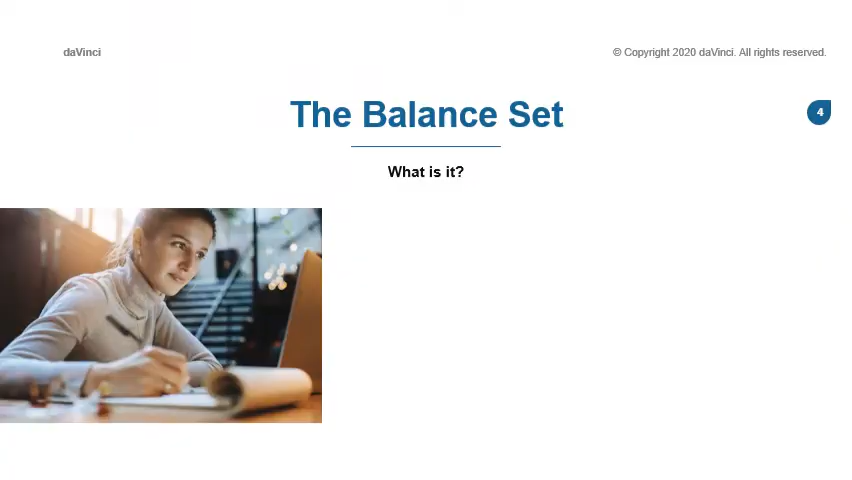 daVinci
© Copyright 2020 daVinci. All rights reserved.
The Balance Set
4
What is it?